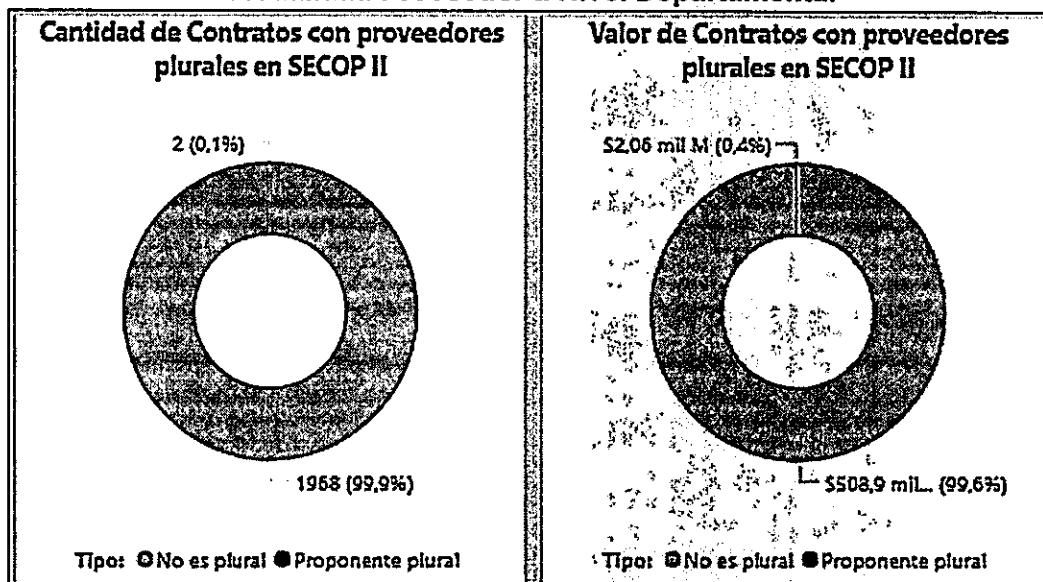 Cantidad de Contratos con proveedores
plurales en SECOP II
2 (0,1%)
1968 (99,9%)
Tipo: No es plural Proponente plural
Valor de Contratos con proveedores
plurales en SECOP II
$2,06 mil M (0,4%)
$508,9 mil... (99,6%)
Tipo: No es plural Proponente plural